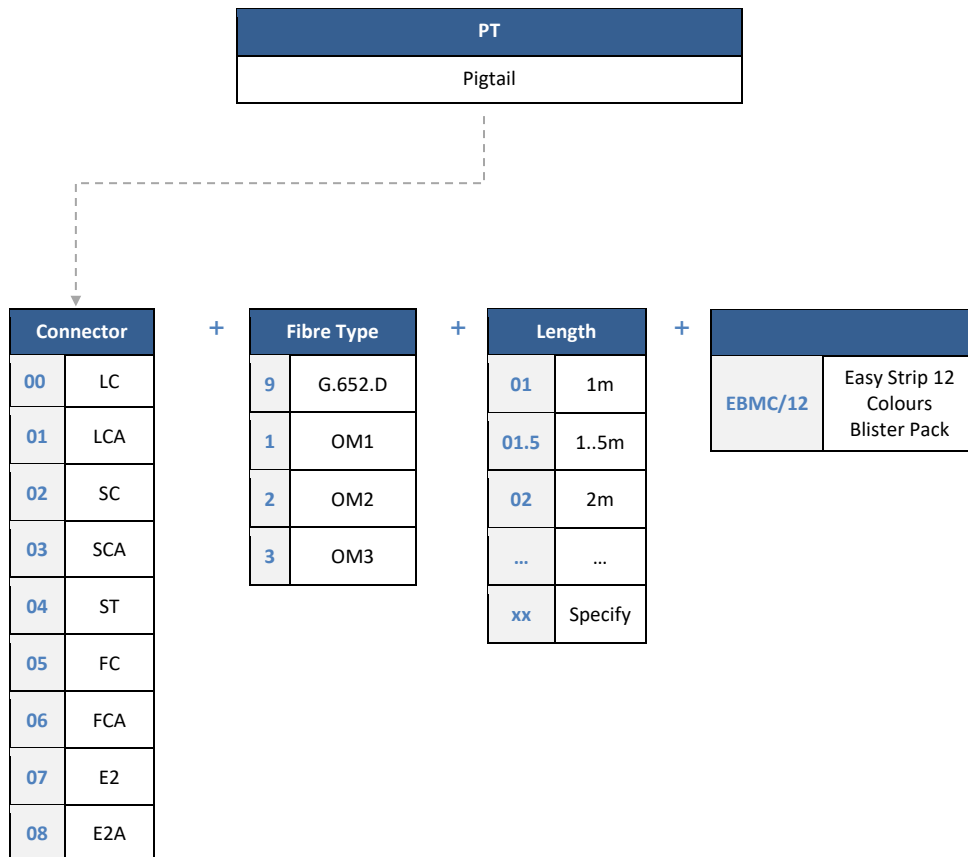 PT
Pigtail
Connector
00 LC
01 LCA
02 SC
03 SCA
04 ST
05 FC
06 FCA
07 E2
08 E2A
+
Fibre Type
9 G.652.D
1 OM1
2 OM2
3 OM3
+
Length
01 1m
01.5 1..5m
02 2m
... ...
xx Specify
+
EBMC/12
Easy Strip 12
Colours
Blister Pack